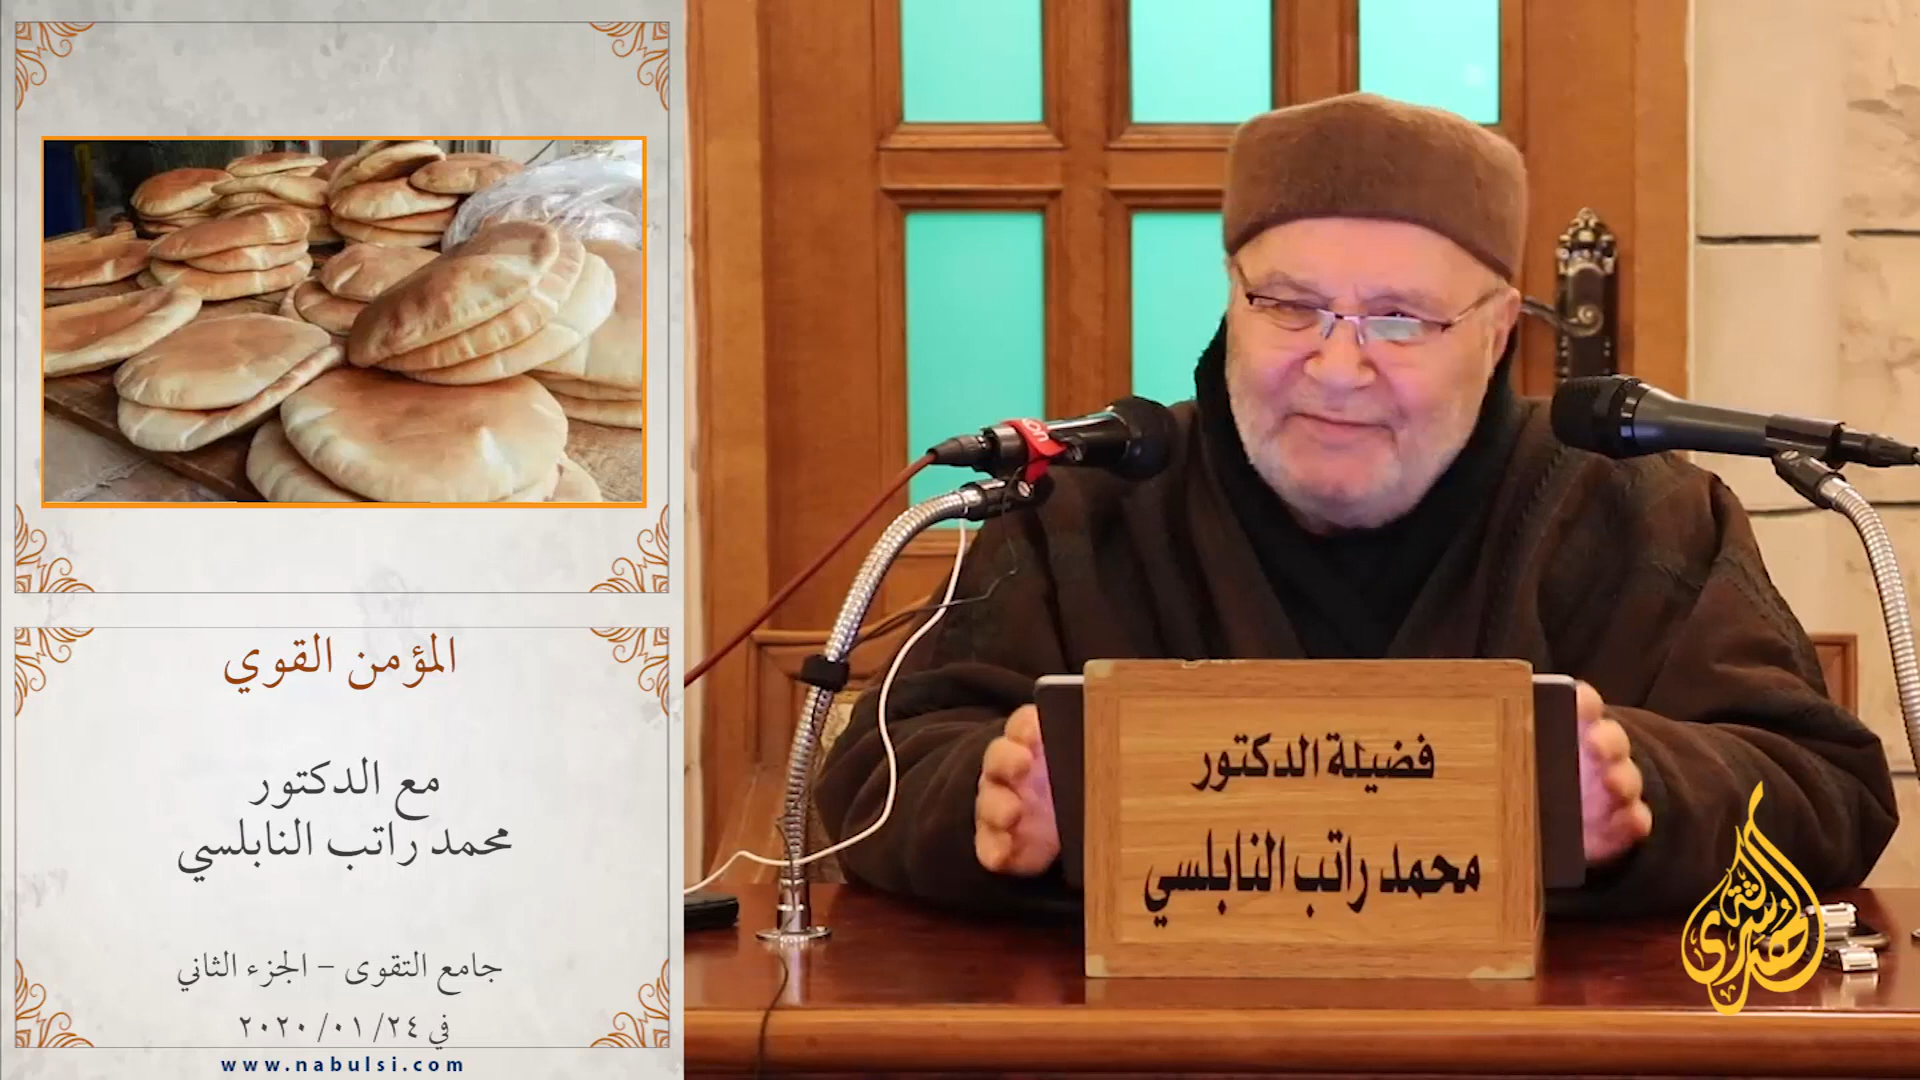 المؤمن القوي
مع الدكتور
محمد راتب النابلسي
جامع التقوى – الجزء الثاني
في ٢٤/ ٠١/ ٢٠٢٠
www.nabulsi.com
فضيلة الدكتور
محمد راتب النابلسي
on